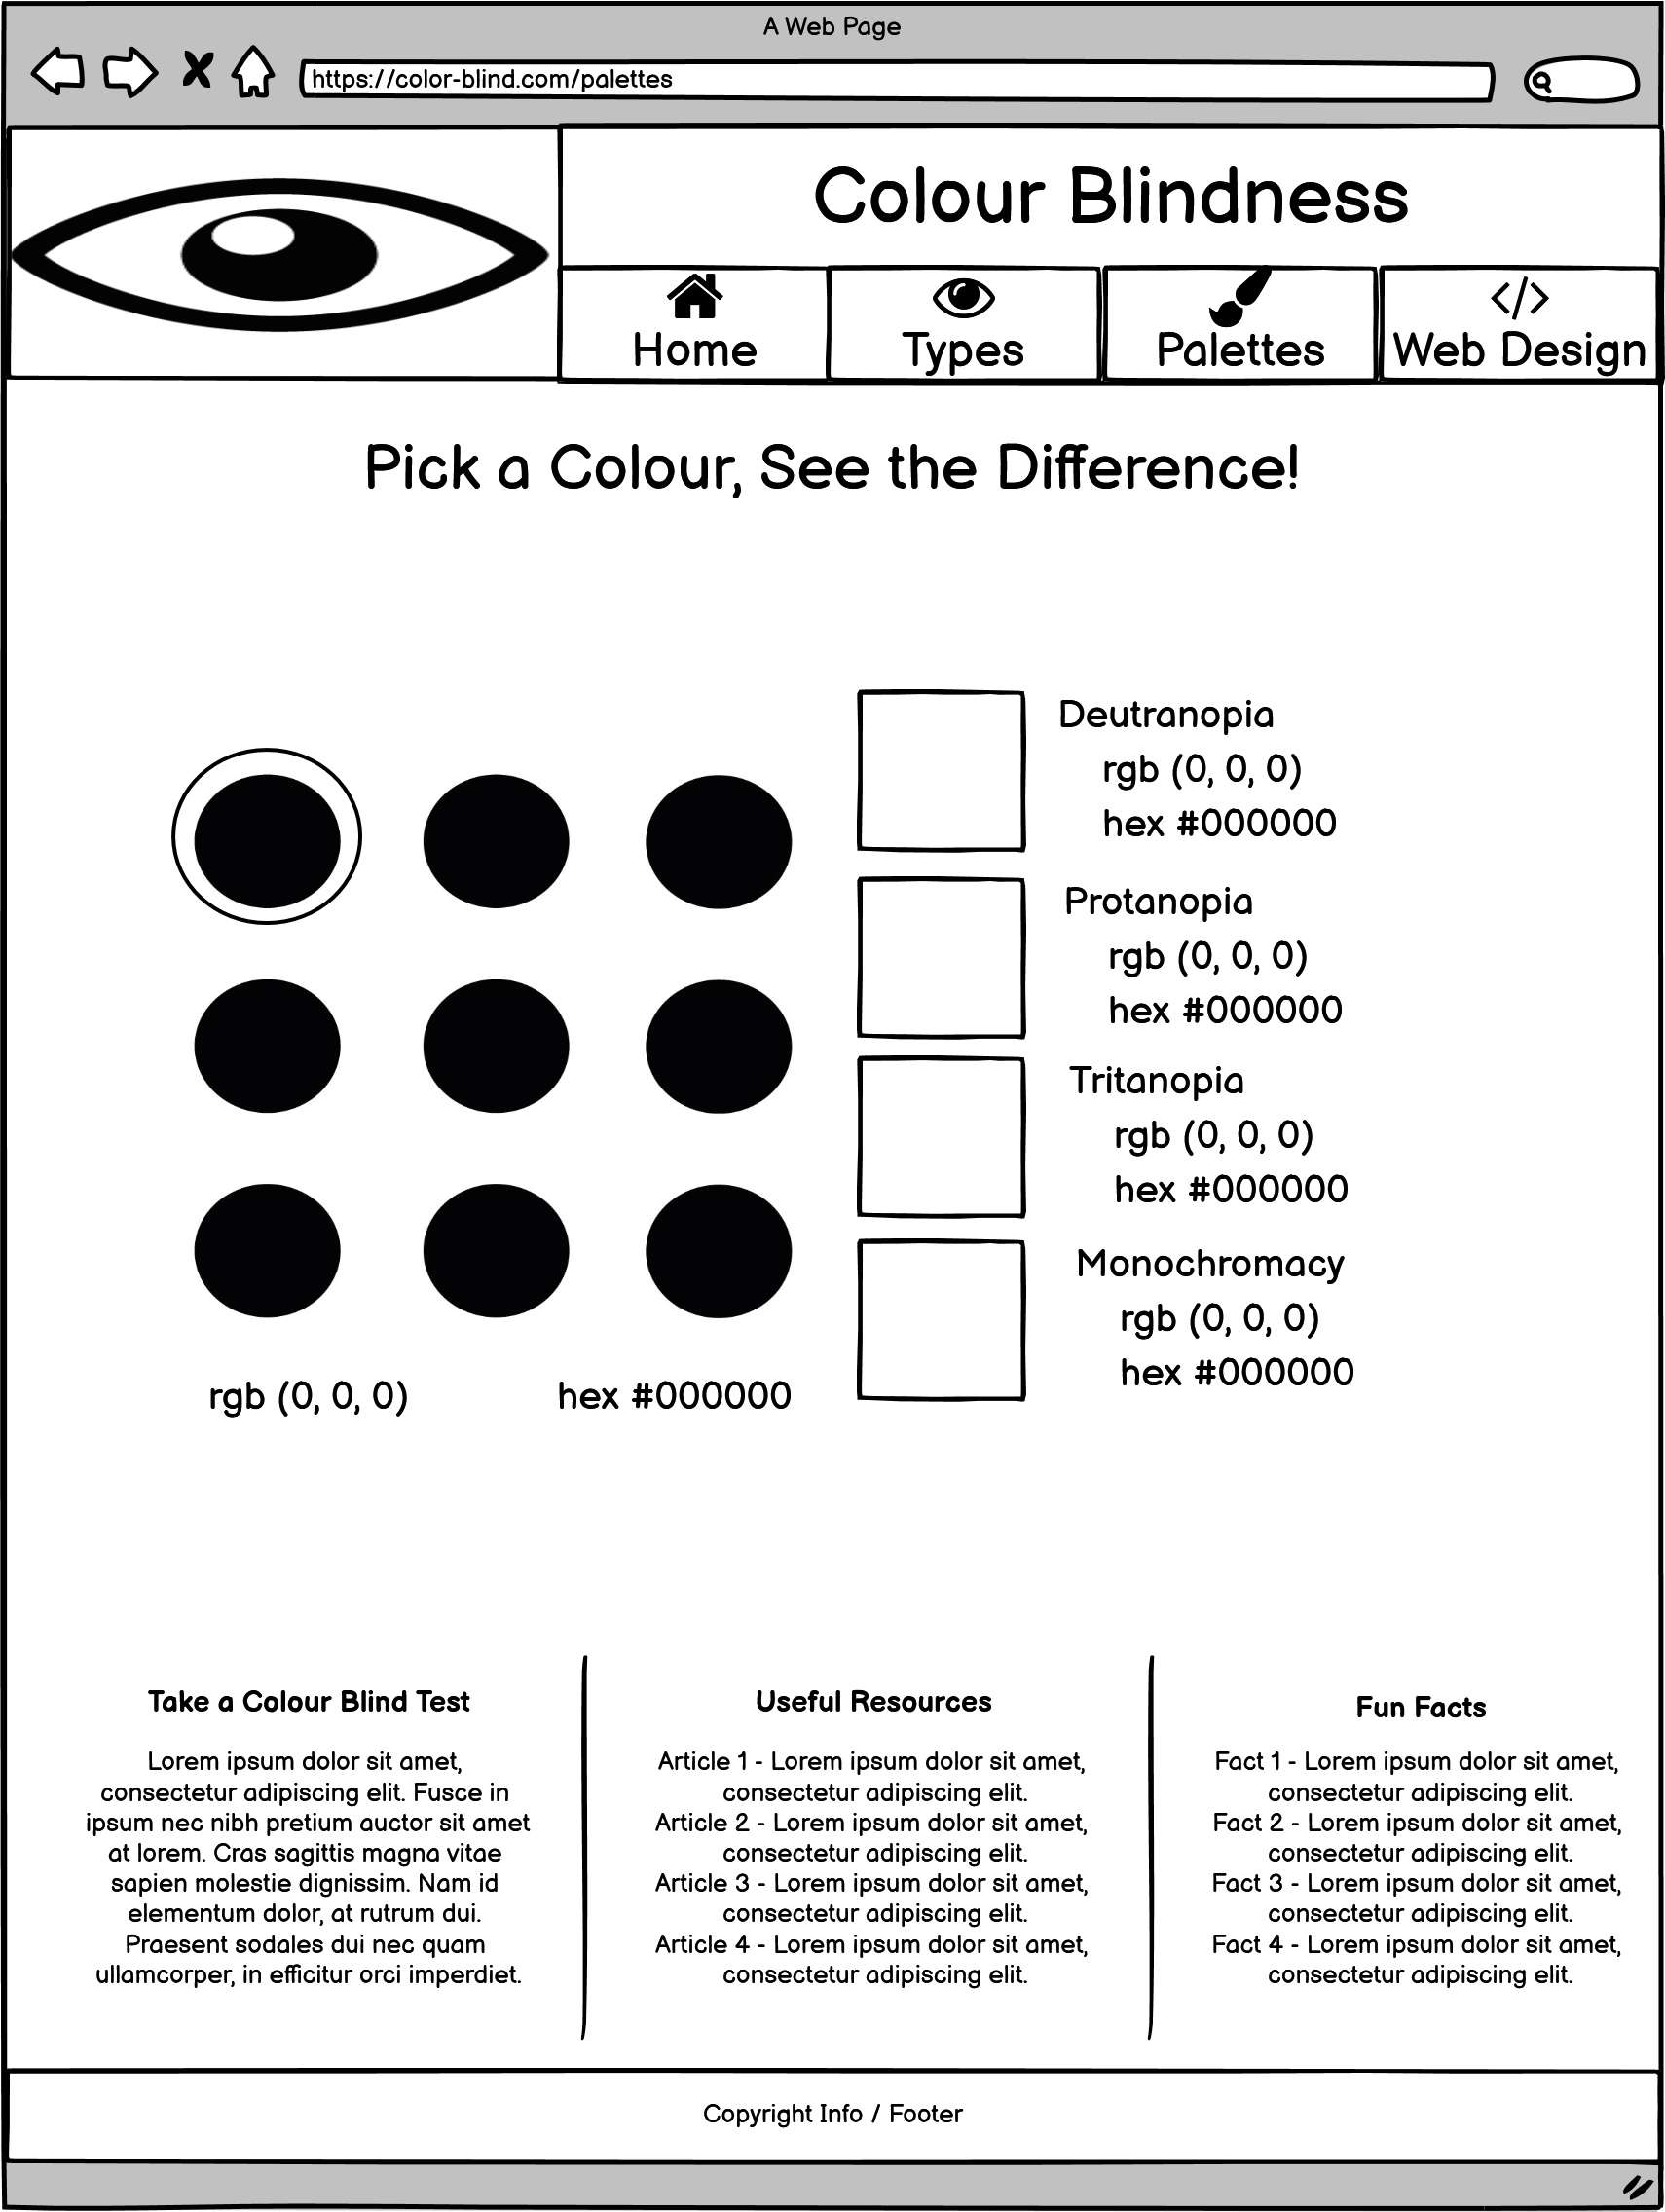 A Web Page
https://color-blind.com/palettes
Colour Blindness
Home
Types
Palettes
Web Design
Pick a Colour, See the Difference!
Deutranopia
rgb (0, 0, 0)
hex #000000
Protanopia
rgb (0, 0, 0)
hex #000000
Tritanopia
rgb (0, 0, 0)
hex #000000
Monochromacy
rgb (0, 0, 0)
hex #000000
rgb (0, 0, 0)
hex #000000
Take a Colour Blind Test
Lorem ipsum dolor sit amet,
consectetur adipiscing elit. Fusce in
ipsum nec nibh pretium auctor sit amet
at lorem. Cras sagittis magna vitae
sapien molestie dignissim. Nam id
elementum dolor, at rutrum dui.
Praesent sodales dui nec quam
ullamcorper, in efficitur orci imperdiet.
Useful Resources
Article 1 - Lorem ipsum dolor sit amet,
consectetur adipiscing elit.
Article 2 - Lorem ipsum dolor sit amet,
consectetur adipiscing elit.
Article 3 - Lorem ipsum dolor sit amet,
consectetur adipiscing elit.
Article 4 - Lorem ipsum dolor sit amet,
consectetur adipiscing elit.
Fun Facts
Fact 1 - Lorem ipsum dolor sit amet,
consectetur adipiscing elit.
Fact 2 - Lorem ipsum dolor sit amet,
consectetur adipiscing elit.
Fact 3 - Lorem ipsum dolor sit amet,
consectetur adipiscing elit.
Fact 4 - Lorem ipsum dolor sit amet,
consectetur adipiscing elit.
Copyright Info / Footer